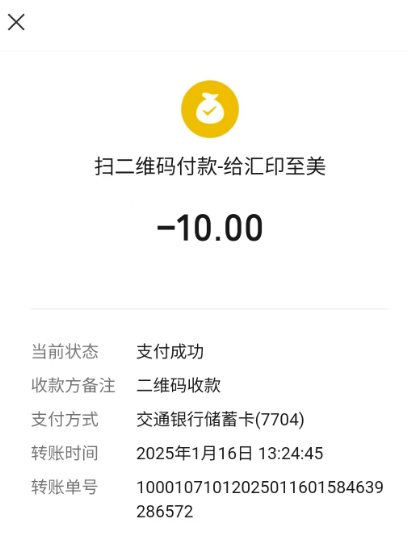 扫二维码付款-给汇印至美
-10.00
当前状态 支付成功
收款方备注 二维码收款
支付方式 交通银行储蓄卡(7704)
转账时间 2025年1月16日 13:24:45
转账单号 10001071012025011601584639
286572